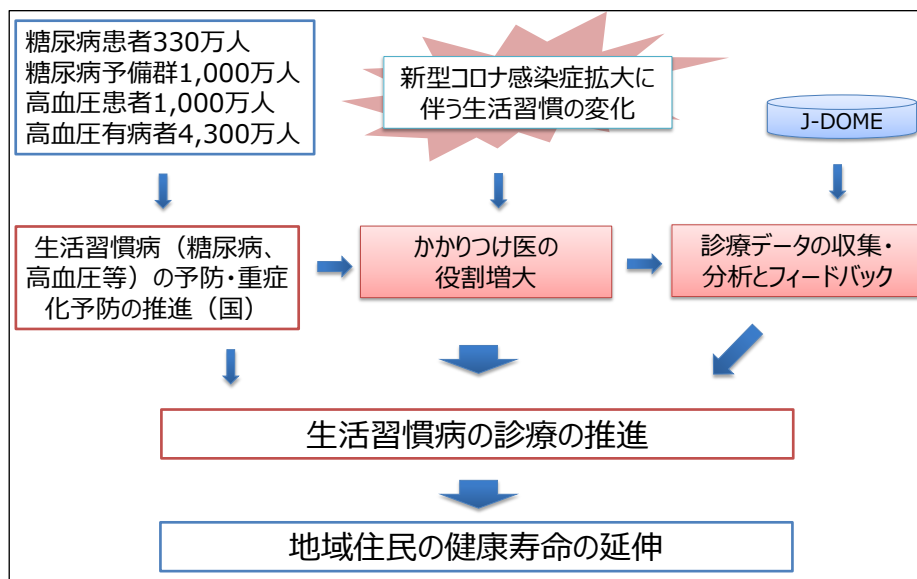 糖尿病患者330万人
糖尿病予備群1,000万人
高血圧患者1,000万人
高血圧有病者4,300万人
新型コロナ感染症拡大に
伴う生活習慣の変化
J-DOME
生活習慣病（糖尿病、
高血圧等）の予防・重症
化予防の推進（国）
かかりつけ医の
役割増大
診療データの収集・
分析とフィードバック
生活習慣病の診療の推進
地域住民の健康寿命の延伸